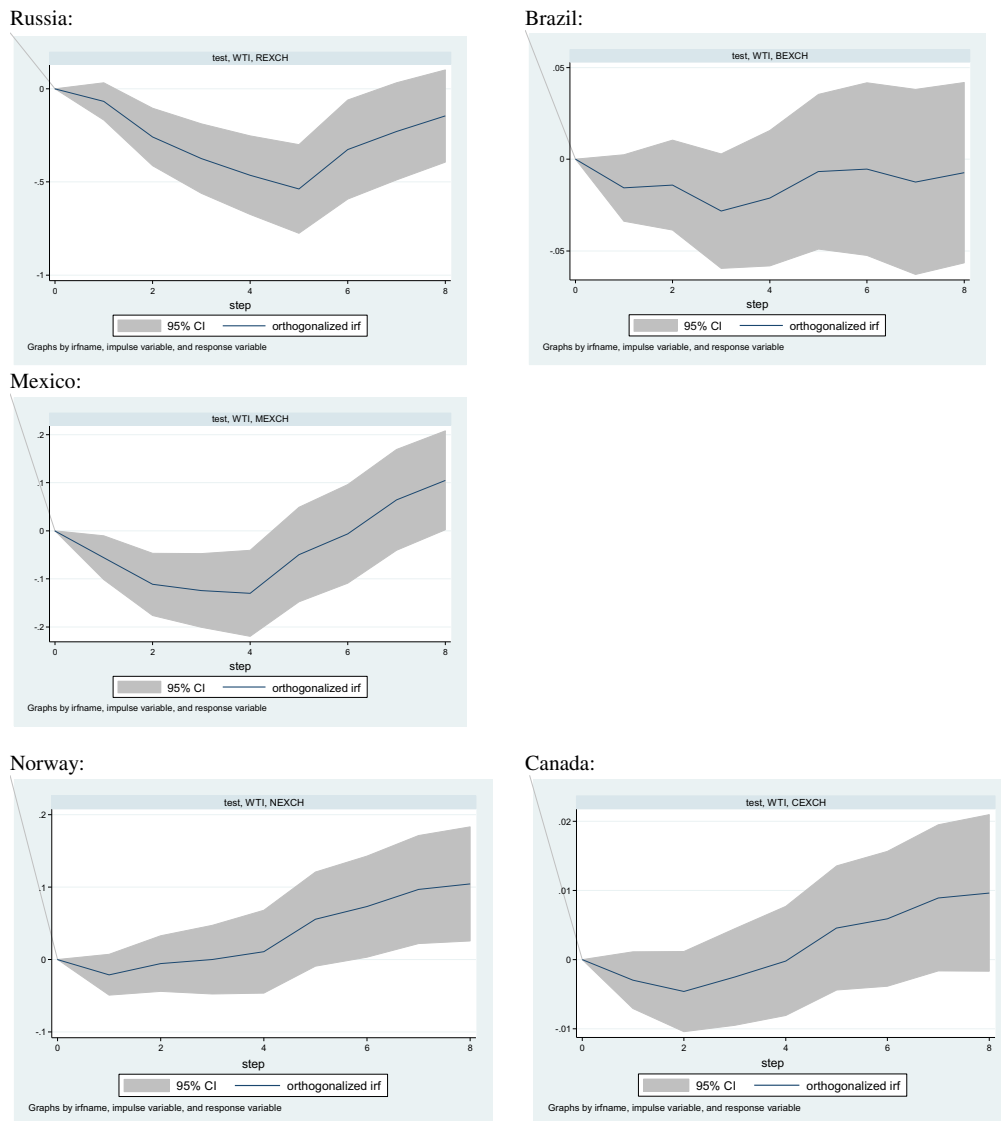 Russia:
test, WTI, REXCH
0
-.5
-1
0 2 4 6 8
step
95% CI orthogonalized irf
Graphs by irfname, impulse variable, and response variable
Brazil:
test, WTI, BEXCH
.05
0
-.05
0 2 4 6 8
step
95% CI orthogonalized irf
Graphs by irfname, impulse variable, and response variable
Mexico:
test, WTI, MEXCH
.2
.1
0
-.1
-.2
0 2 4 6 8
step
95% CI orthogonalized irf
Graphs by irfname, impulse variable, and response variable
Norway:
test, WTI, NEXCH
.2
.1
0
-.1
0 2 4 6 8
step
95% CI orthogonalized irf
Graphs by irfname, impulse variable, and response variable
Canada:
test, WTI, CEXCH
.02
.01
0
-.01
0 2 4 6 8
step
95% CI orthogonalized irf
Graphs by irfname, impulse variable, and response variable